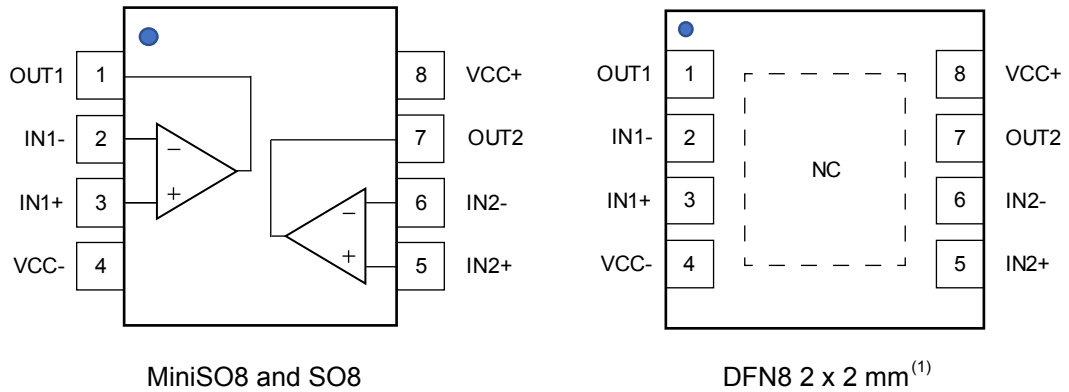 OUT1 1 8 VCC+
IN1- 2 − 7 OUT2
IN1+ 3 + − 6 IN2-
VCC- 4 + 5 IN2+
MiniSO8 and SO8
OUT1 1 8 VCC+
IN1- 2 7 OUT2
NC
IN1+ 3 6 IN2-
VCC- 4 5 IN2+
DFN8 2 x 2 mm(1)